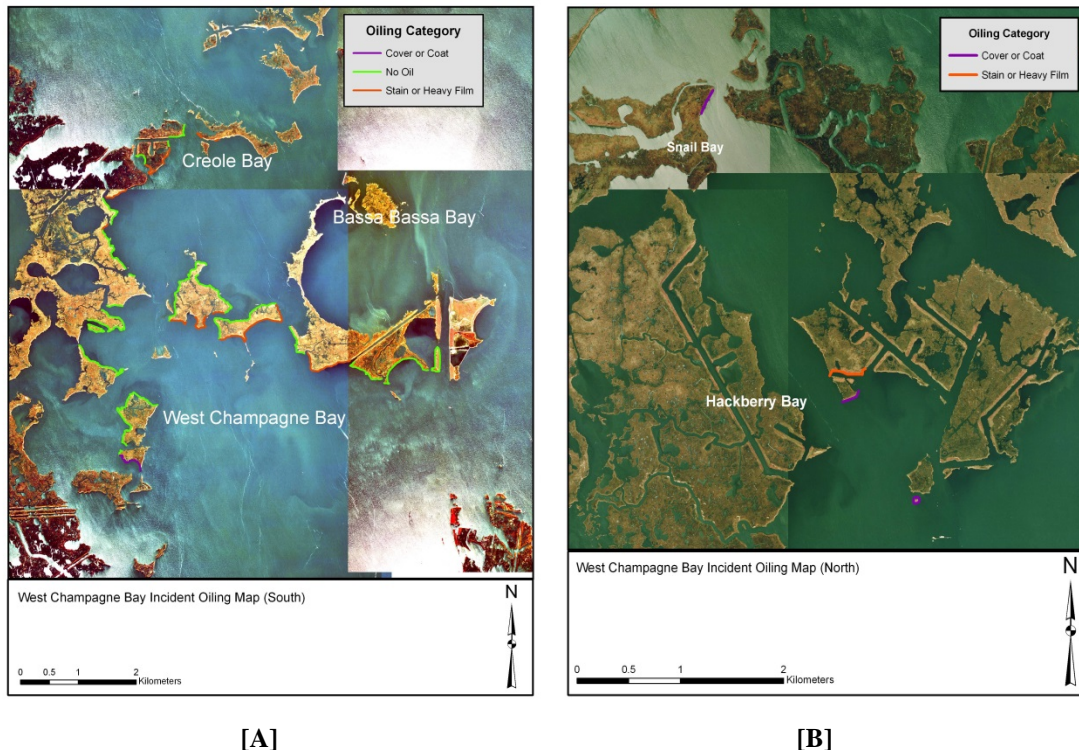 Oiling Category
Cover or Coat
No Oil
Stain or Heavy Film
Creole Bay
Bassa Bassa Bay
West Champagne Bay
West Champagne Bay Incident Oiling Map (South)
N
0 0.5 1 2
Kilometers
[A]
Oiling Category
Cover or Coat
Stain or Heavy Film
Snail Bay
Hackberry Bay
West Champagne Bay Incident Oiling Map (North)
N
0 0.5 1 2
Kilometers
[B]